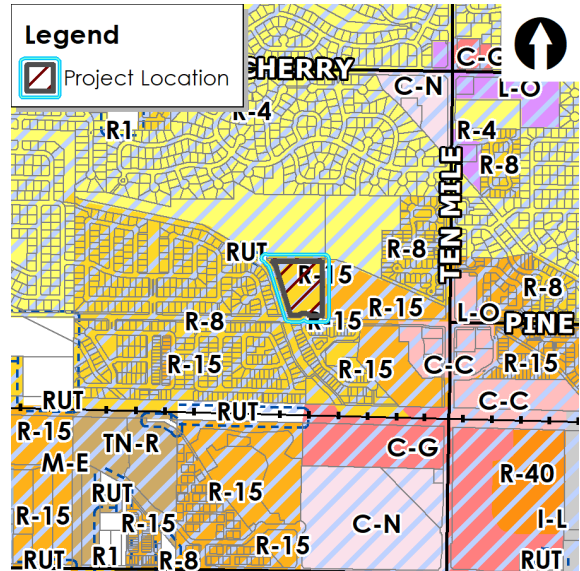 Legend
Project Location
CHERRY
C-G
C-N
L-O
R-4
R1
R-4
R-8
TEN MILE
RUT
R-8
R-15
R-15
R-8
L-O
R-8
R-15
PINE
R-15
C-C
R-15
R-15
RUT
RUT
C-C
R-15
TN-R
C-G
M-E
R-40
RUT
R-15
R-15
R-15
C-N
I-L
R-15
RUT
R1
R-8
RUT